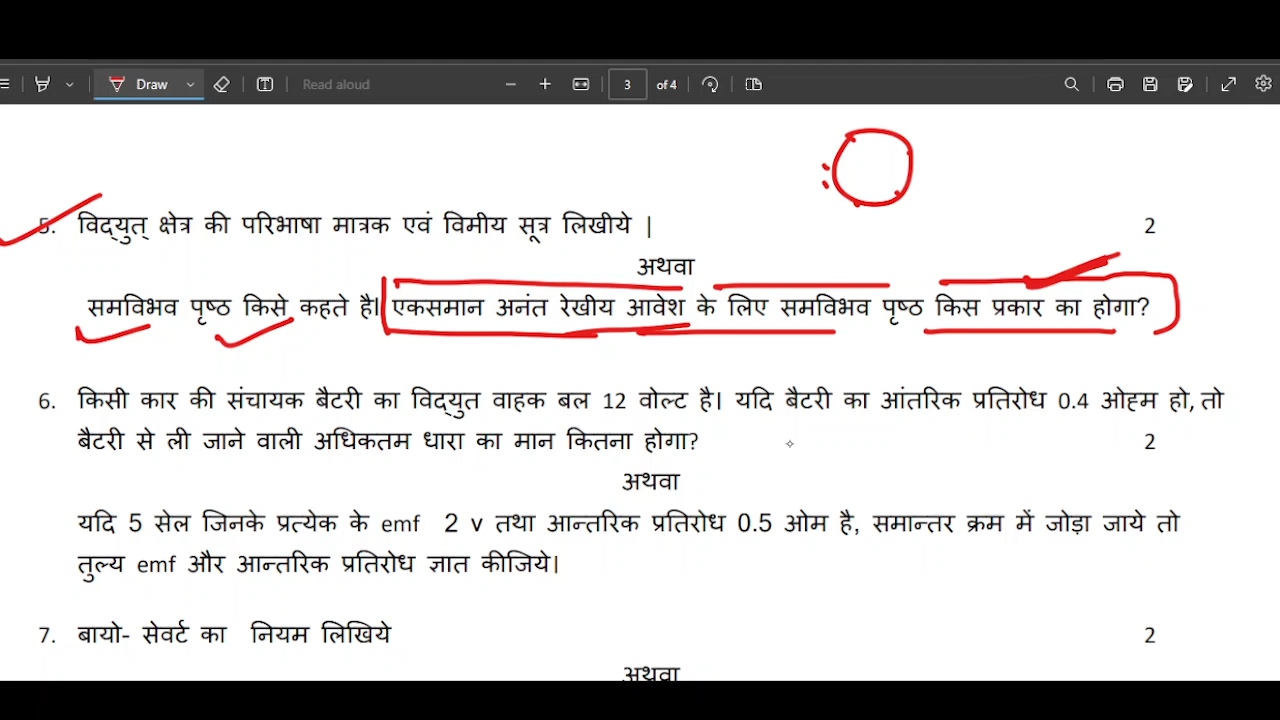 Draw
Read aloud
3 of 4
5. विद्युत् क्षेत्र की परिभाषा मात्रक एवं विमीय सूत्र लिखीये | 2
अथवा
समविभव पृष्ठ किसे कहते है। एकसमान अनंत रेखीय आवेश के लिए समविभव पृष्ठ किस प्रकार का होगा?
6. किसी कार की संचायक बैटरी का विद्युत वाहक बल 12 वोल्ट है। यदि बैटरी का आंतरिक प्रतिरोध 0.4 ओह्म हो, तो
बैटरी से ली जाने वाली अधिकतम धारा का मान कितना होगा? 2
अथवा
यदि 5 सेल जिनके प्रत्येक के emf 2 v तथा आन्तरिक प्रतिरोध 0.5 ओम है, समान्तर क्रम में जोड़ा जाये तो
तुल्य emf और आन्तरिक प्रतिरोध ज्ञात कीजिये।
7. बायो- सेवर्ट का नियम लिखिये 2
अथवा